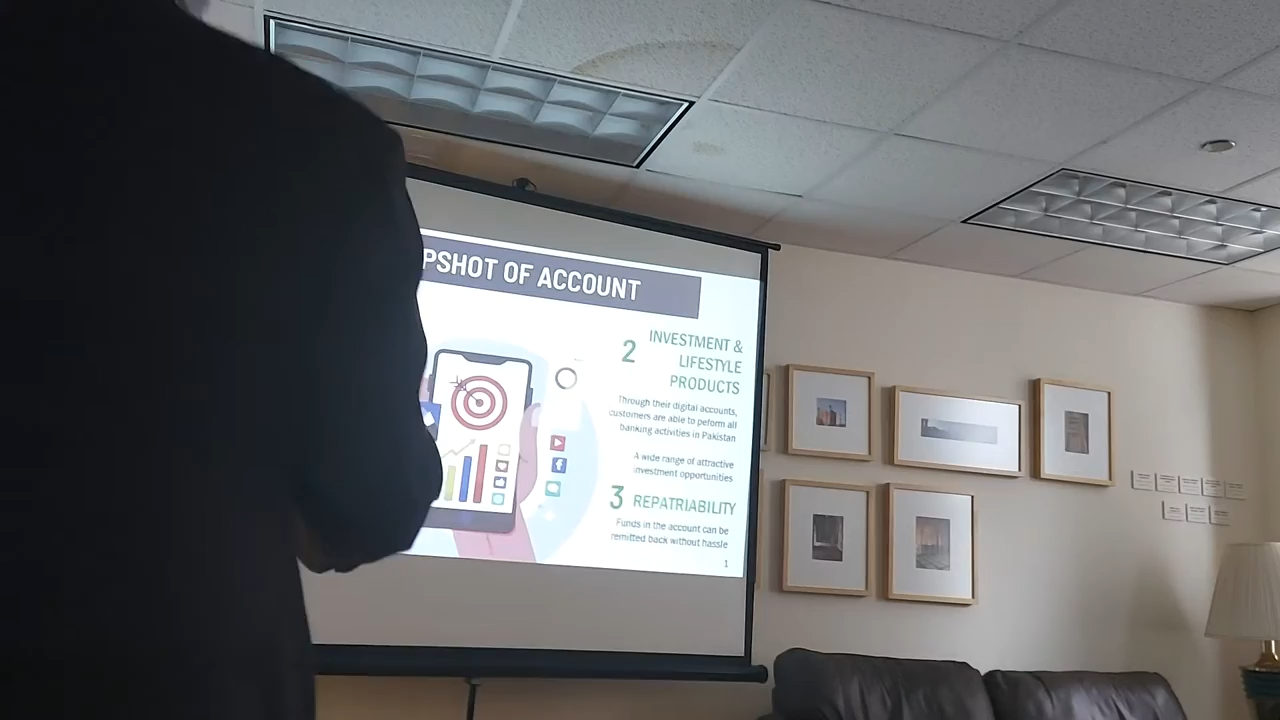 PSHOT OF ACCOUNT
2
INVESTMENT &
LIFESTYLE
PRODUCTS
Through their digital accounts,
customers are able to peform all
banking activities in Pakistan
A wide range of attractive
investment opportunities
3 REPATRIABILITY
Funds in the account can be
remitted back without hassle
1